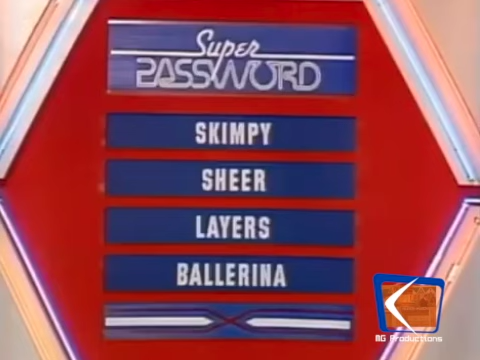 Super
PASSWORD
SKIMPY
SHEER
LAYERS
BALLERINA
MG Productions